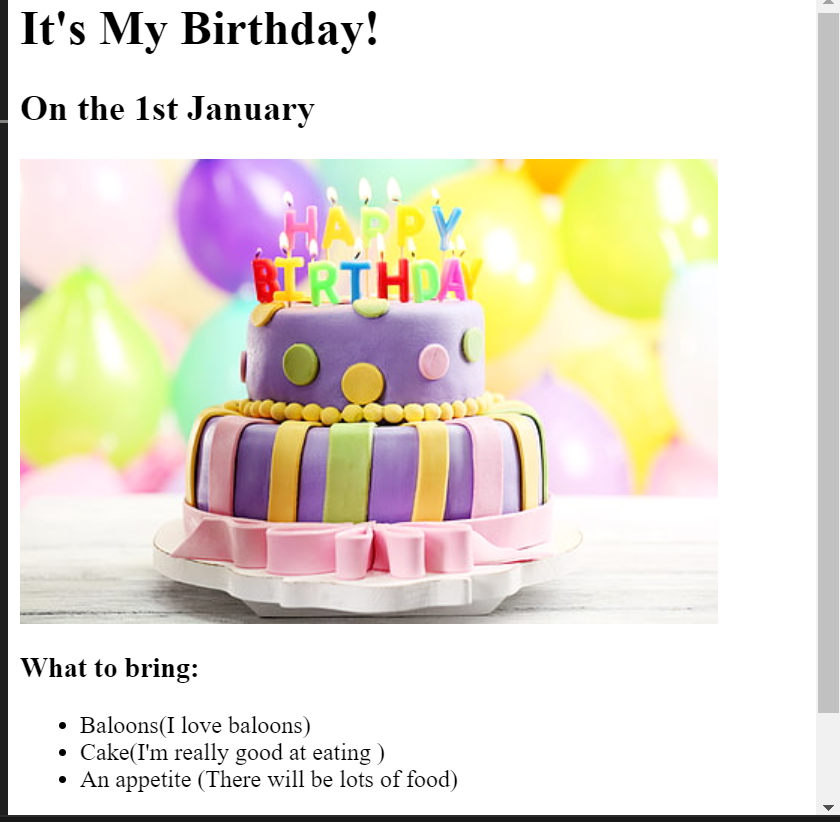 It's My Birthday!
On the 1st January
HAPPY
BIRTHDAY
What to bring:
Baloons(I love baloons)
Cake(I'm really good at eating )
An appetite (There will be lots of food)